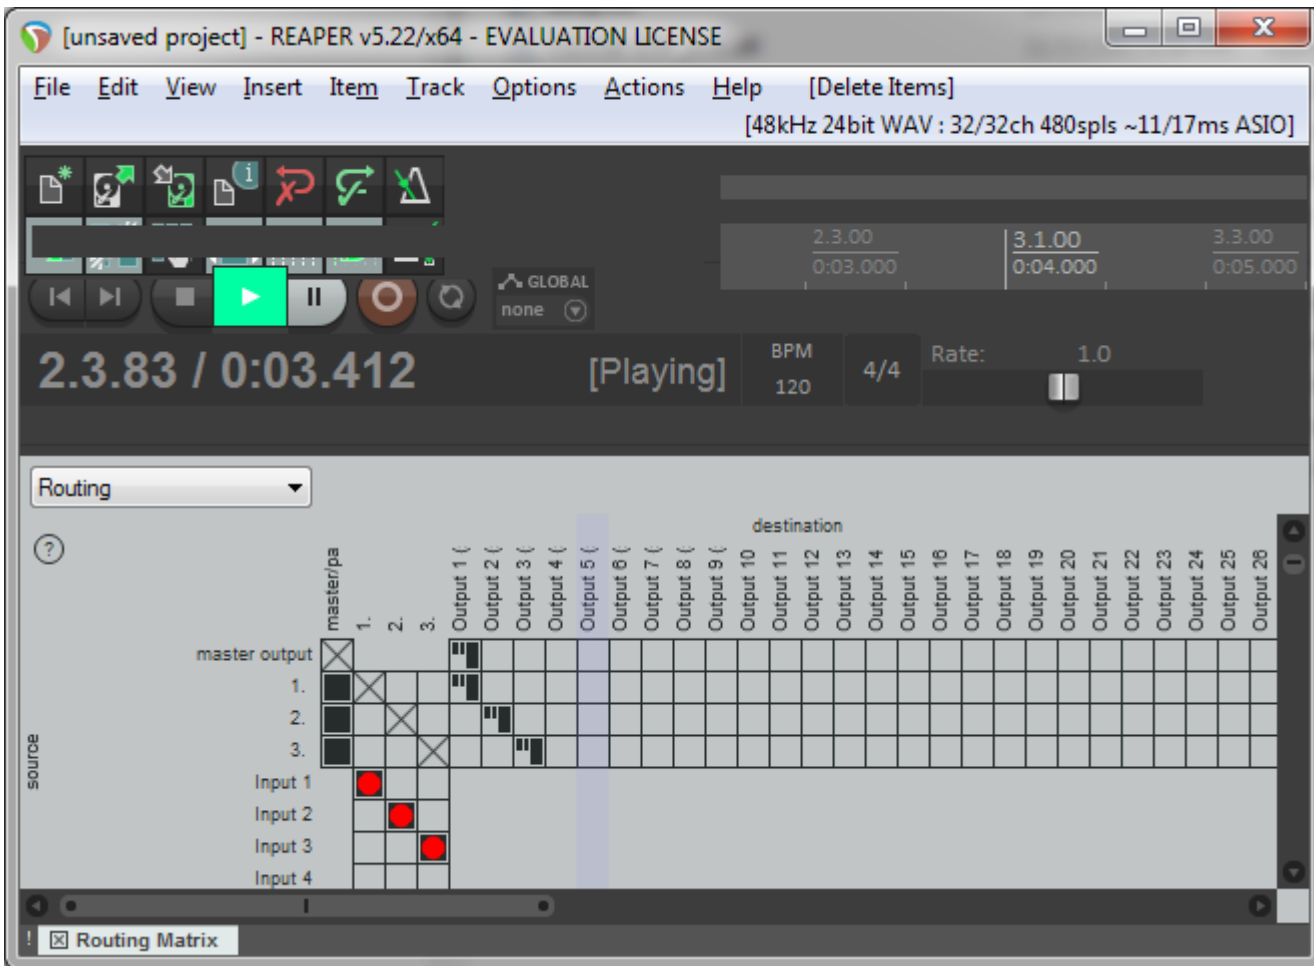 [unsaved project] - REAPER v5.22/x64 - EVALUATION LICENSE
File Edit View Insert Item Track Options Actions Help [Delete Items]
[48kHz 24bit WAV : 32/32ch 480spls ~11/17ms ASIO]
i
2.3.00 3.1.00 3.3.00
0:03.000 0:04.000 0:05.000
GLOBAL
none
2.3.83 / 0:03.412 [Playing] BPM 120 4/4 Rate: 1.0
Routing
destination
?
master/pa
1.
2.
3.
Output 1 (
Output 2 (
Output 3 (
Output 4 (
Output 5 (
Output 6 (
Output 7 (
Output 8 (
Output 9 (
Output 10
Output 11
Output 12
Output 13
Output 14
Output 15
Output 16
Output 17
Output 18
Output 19
Output 20
Output 21
Output 22
Output 23
Output 24
Output 25
Output 26
source
master output
1.
2.
3.
Input 1
Input 2
Input 3
Input 4
! Routing Matrix